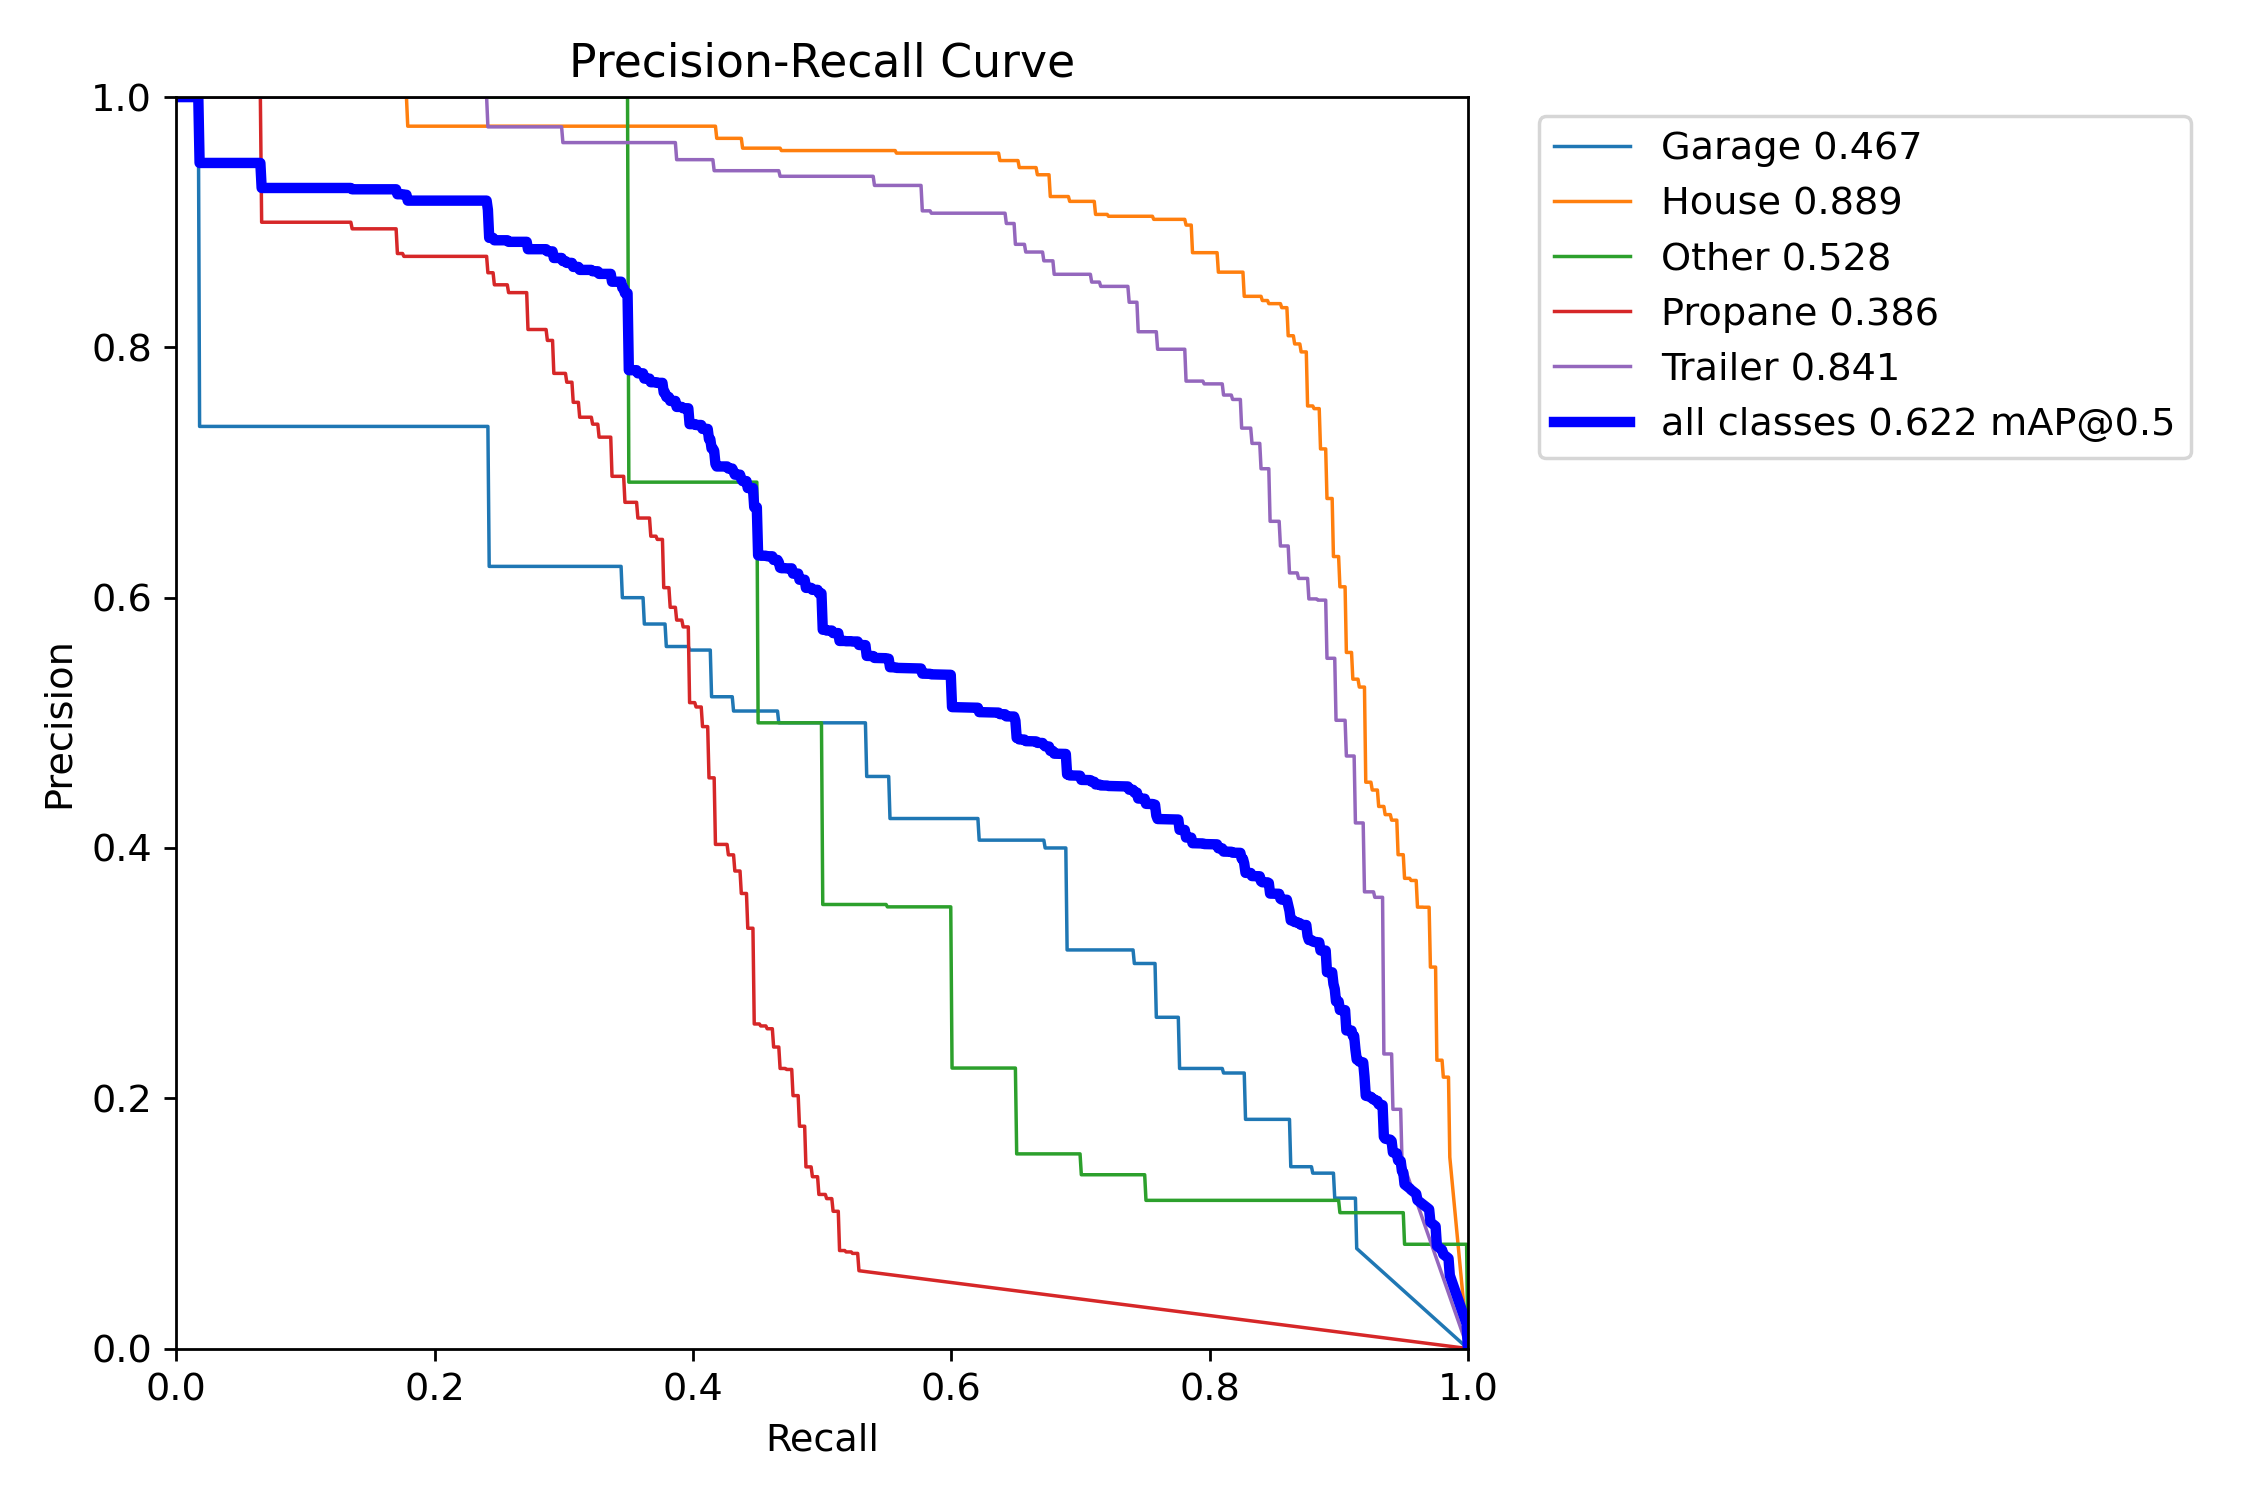 Precision-Recall Curve
1.0
0.8
0.6
0.4
0.2
0.0
Precision
0.0 0.2 0.4 0.6 0.8 1.0
Recall
Garage 0.467
House 0.889
Other 0.528
Propane 0.386
Trailer 0.841
all classes 0.622 mAP@0.5